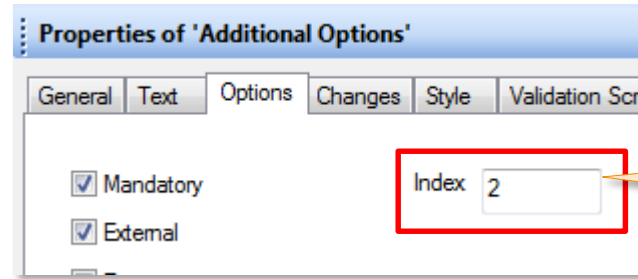 Properties of 'Additional Options'
General Text Options Changes Style Validation Scr
Mandatory Index 2
External